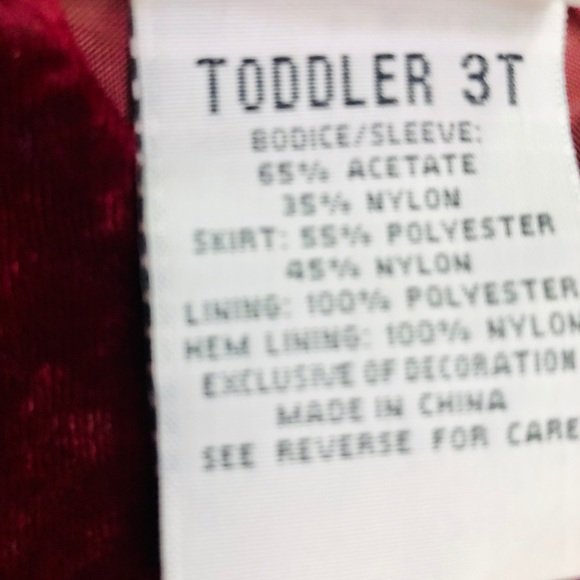 TODDLER 3T
BODICE/SLEEVE:
65% ACETATE
35% NYLON
SKIRT: 55% POLYESTER
45% NYLON
LINING: 100% POLYESTER
HEM LINING: 100% NYLON
EXCLUSIVE OF DECORATION
MADE IN CHINA
SEE REVERSE FOR CARE